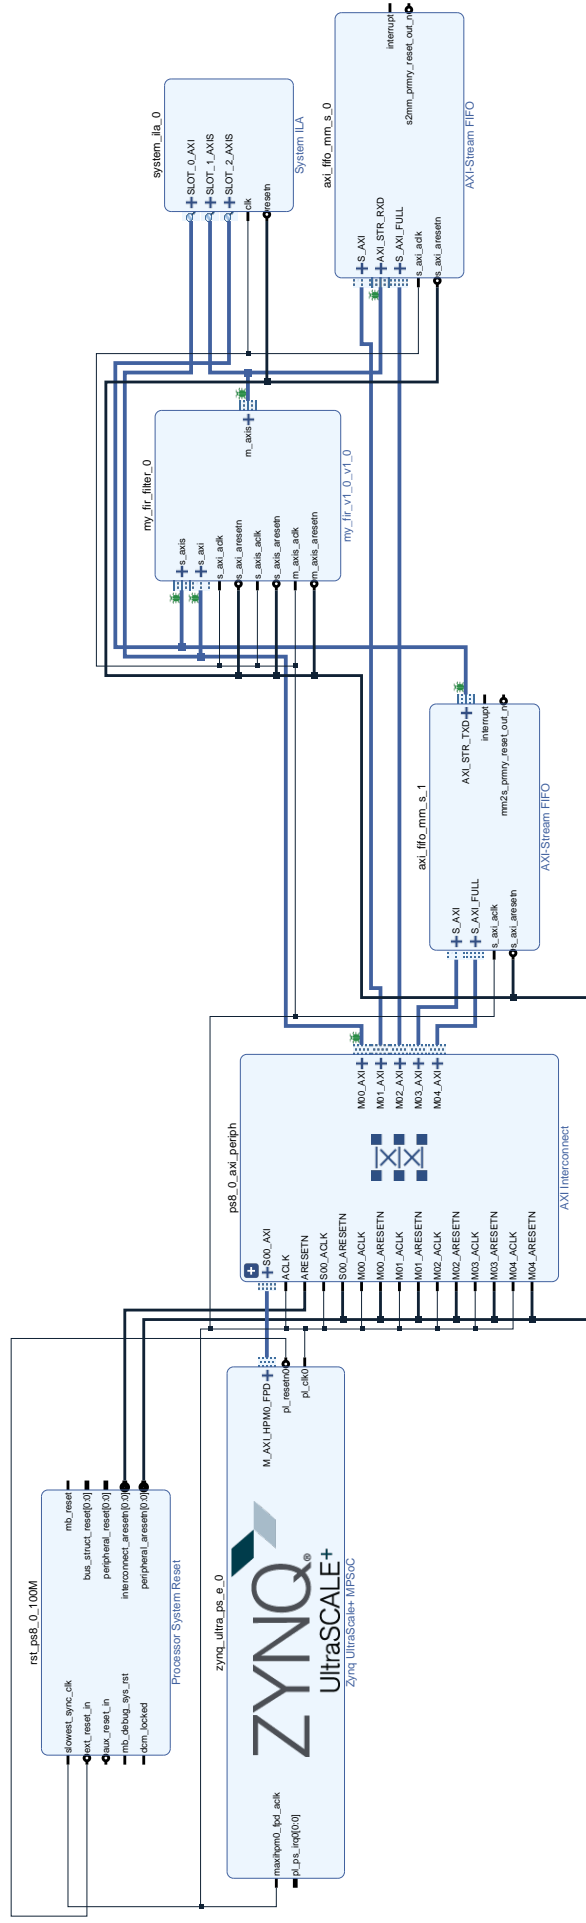 rst_ps8_0_100M
slowest_sync_clk
ext_reset_in
aux_reset_in
mb_debug_sys_rst
dcm_locked
mb_reset
bus_struct_reset[0:0]
peripheral_reset[0:0]
interconnect_aresetn[0:0]
peripheral_aresetn[0:0]
Processor System Reset
zynq_ultra_ps_e_0
maxihpm0_fpd_aclk
pl_ps_irq0[0:0]
ZYNQ®
UltraSCALE+
M_AXI_HPM0_FPD
pl_resetn0
pl_clk0
Zynq UltraScale+ MPSoC
ps8_0_axi_periph
S00_AXI
ACLK
ARESETN
S00_ACLK
S00_ARESETN
M00_ACLK
M00_ARESETN
M01_ACLK
M01_ARESETN
M02_ACLK
M02_ARESETN
M03_ACLK
M03_ARESETN
M04_ACLK
M04_ARESETN
M00_AXI
M01_AXI
M02_AXI
M03_AXI
M04_AXI
AXI Interconnect
axi_fifo_mm_s_1
S_AXI
S_AXI_FULL
s_axi_aclk
s_axi_aresetn
AXI_STR_TXD
interrupt
mm2s_prmry_reset_out_n
AXI-Stream FIFO
my_fir_filter_0
s_axis
s_axi
s_axi_aclk
s_axi_aresetn
s_axis_aclk
s_axis_aresetn
m_axis_aclk
m_axis_aresetn
m_axis
my_fir_v1_0_v1_0
system_ila_0
SLOT_0_AXI
SLOT_1_AXIS
SLOT_2_AXIS
clk
resetn
System ILA
axi_fifo_mm_s_0
S_AXI
AXI_STR_RXD
S_AXI_FULL
s_axi_aclk
s_axi_aresetn
interrupt
s2mm_prmry_reset_out_n
AXI-Stream FIFO